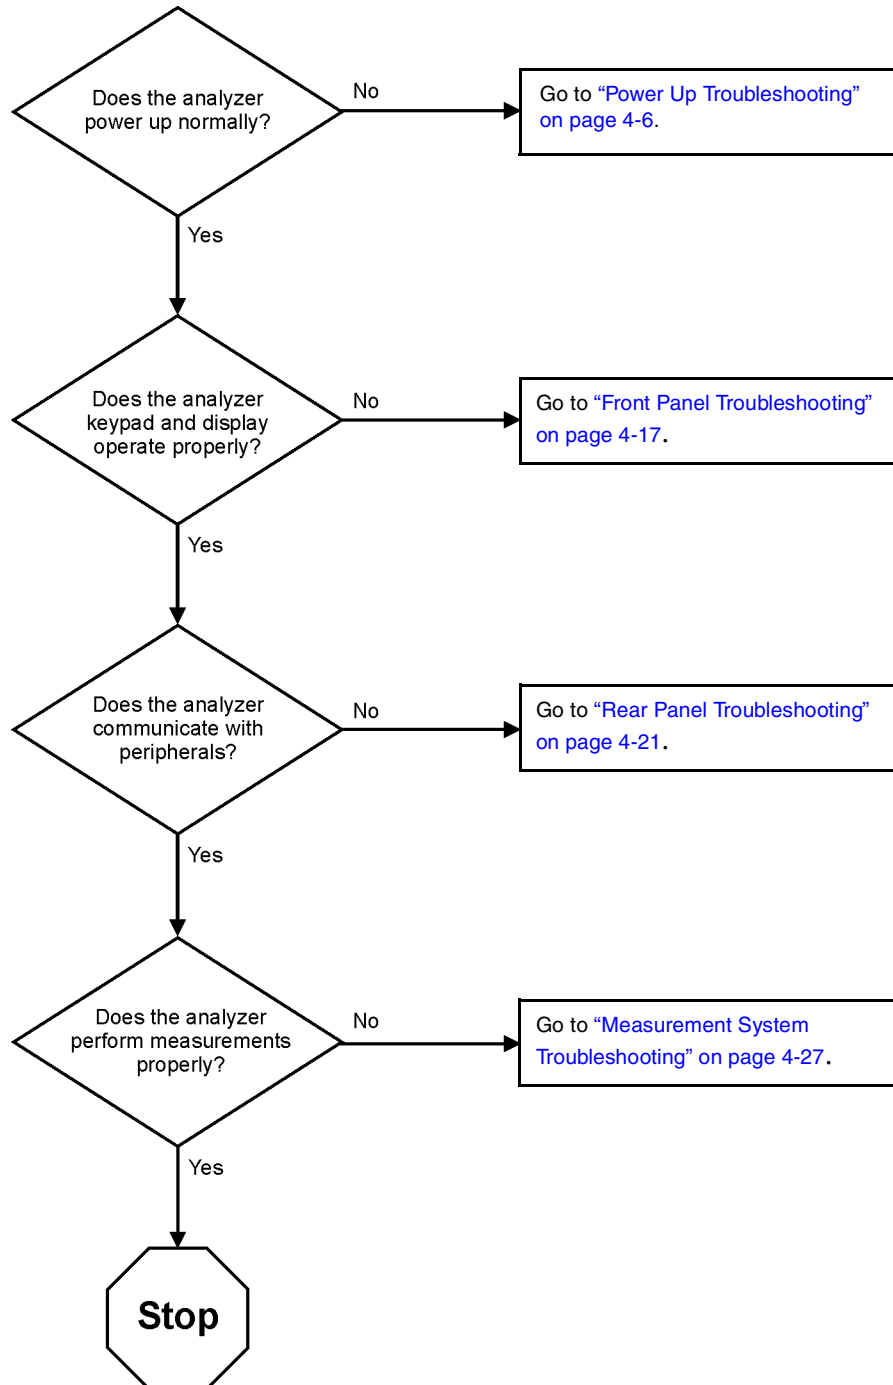 Does the analyzer
power up normally?
No
Go to “Power Up Troubleshooting”
on page 4-6.
Yes
Does the analyzer
keypad and display
operate properly?
No
Go to “Front Panel Troubleshooting”
on page 4-17.
Yes
Does the analyzer
communicate with
peripherals?
No
Go to “Rear Panel Troubleshooting”
on page 4-21.
Yes
Does the analyzer
perform measurements
properly?
No
Go to “Measurement System
Troubleshooting” on page 4-27.
Yes
Stop